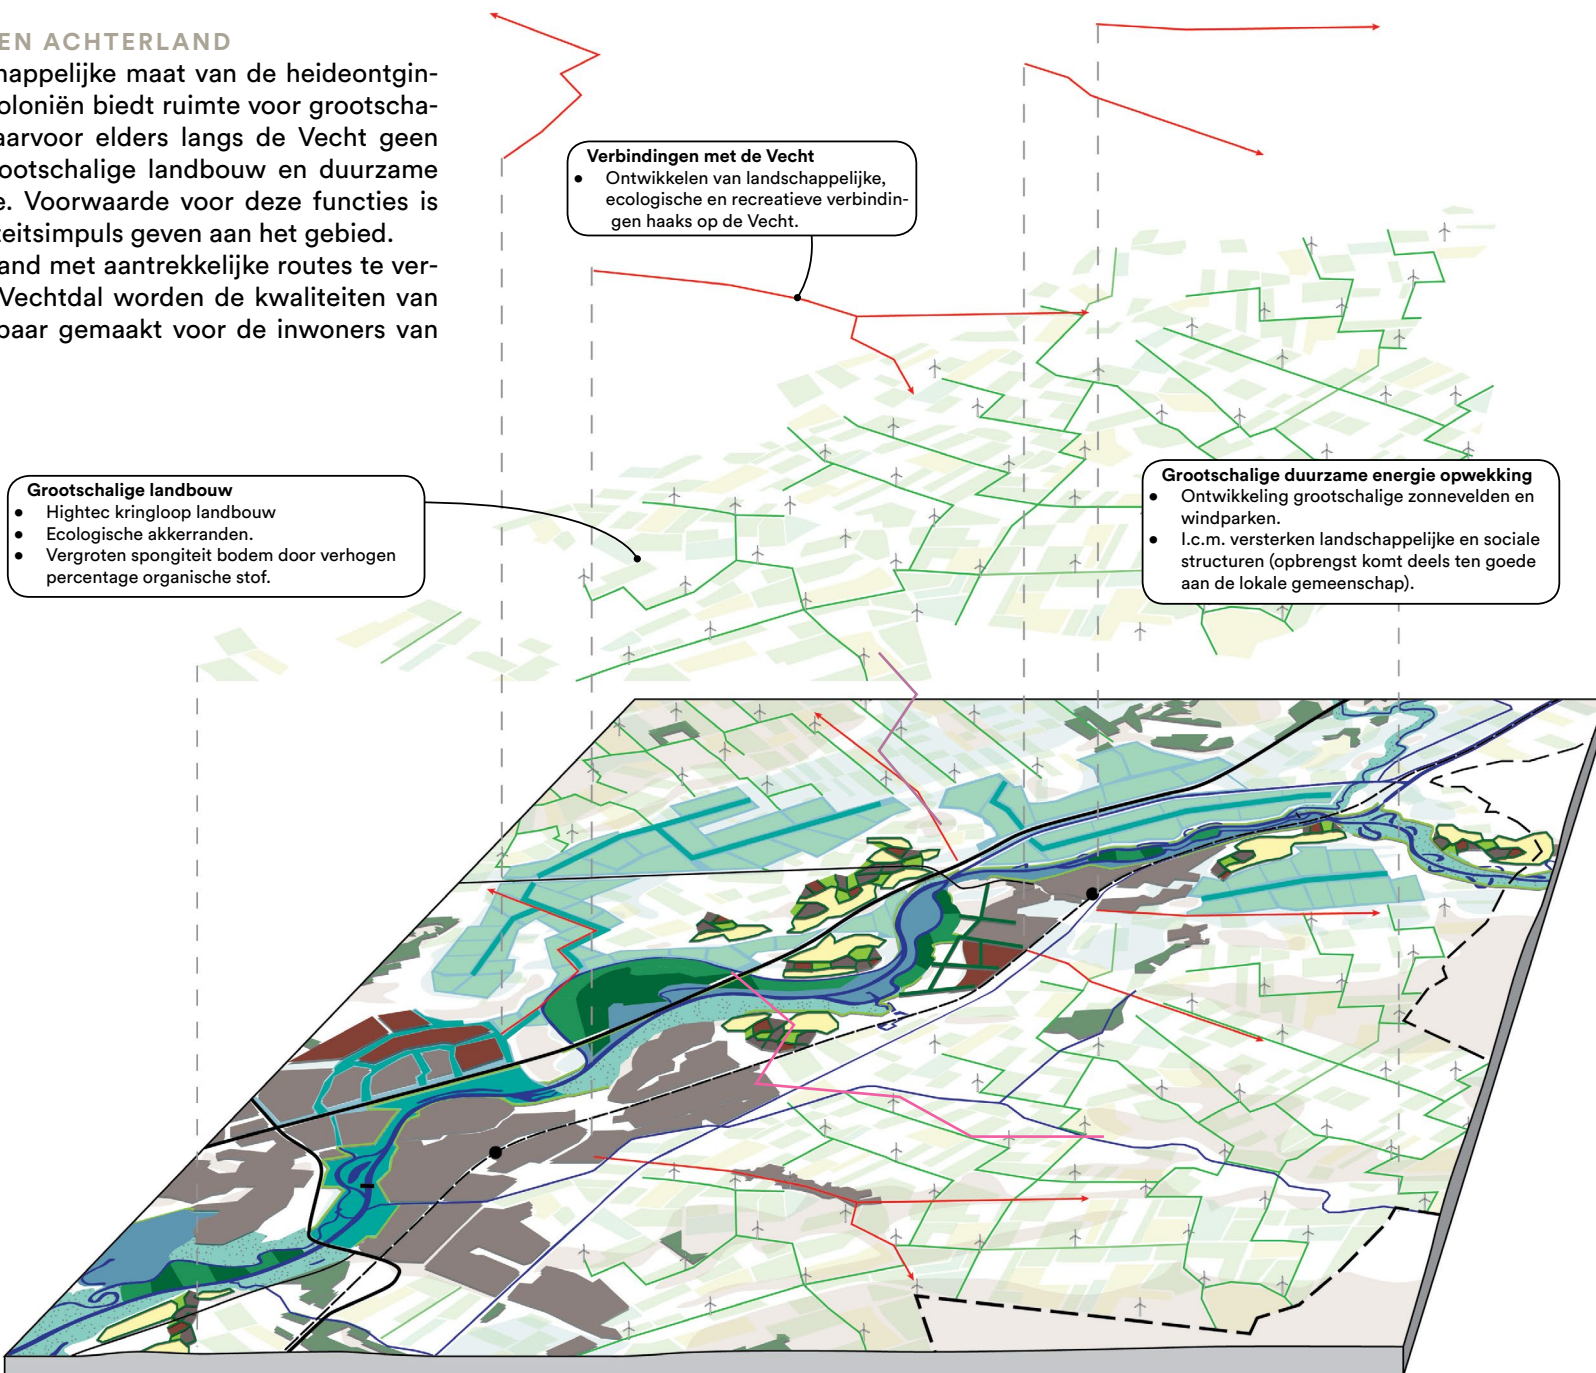 EN ACHTERLAND
happelijke maat van de heideontgin-
oloniën biedt ruimte voor grootscha-
aarvoor elders langs de Vecht geen
ootschalige landbouw en duurzame
e. Voorwaarde voor deze functies is
teitsimpuls geven aan het gebied.
and met aantrekkelijke routes te ver-
Vechtdal worden de kwaliteiten van
baar gemaakt voor de inwoners van
Verbindingen met de Vecht
• Ontwikkelen van landschappelijke,
ecologische en recreatieve verbindin-
gen haaks op de Vecht.
Grootschalige landbouw
• Hightec kringloop landbouw
• Ecologische akkerranden.
• Vergroten spongiteit bodem door verhogen
percentage organische stof.
Grootschalige duurzame energie opwekking
• Ontwikkeling grootschalige zonnevelden en
windparken.
• I.c.m. versterken landschappelijke en sociale
structuren (opbrengst komt deels ten goede
aan de lokale gemeenschap).